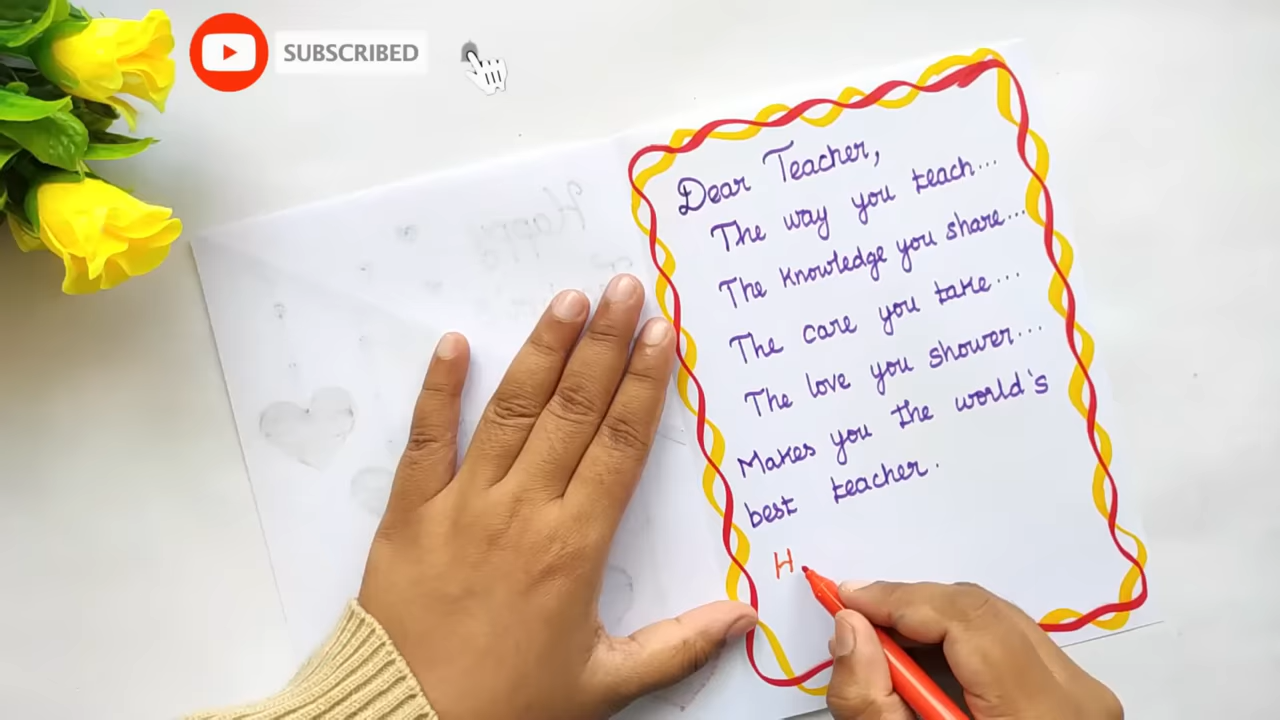 SUBSCRIBED
Happy
Dear Teacher,
The way you teach...
The knowledge you share...
The care you take...
The love you shower...
Makes you the world's
best teacher.
H